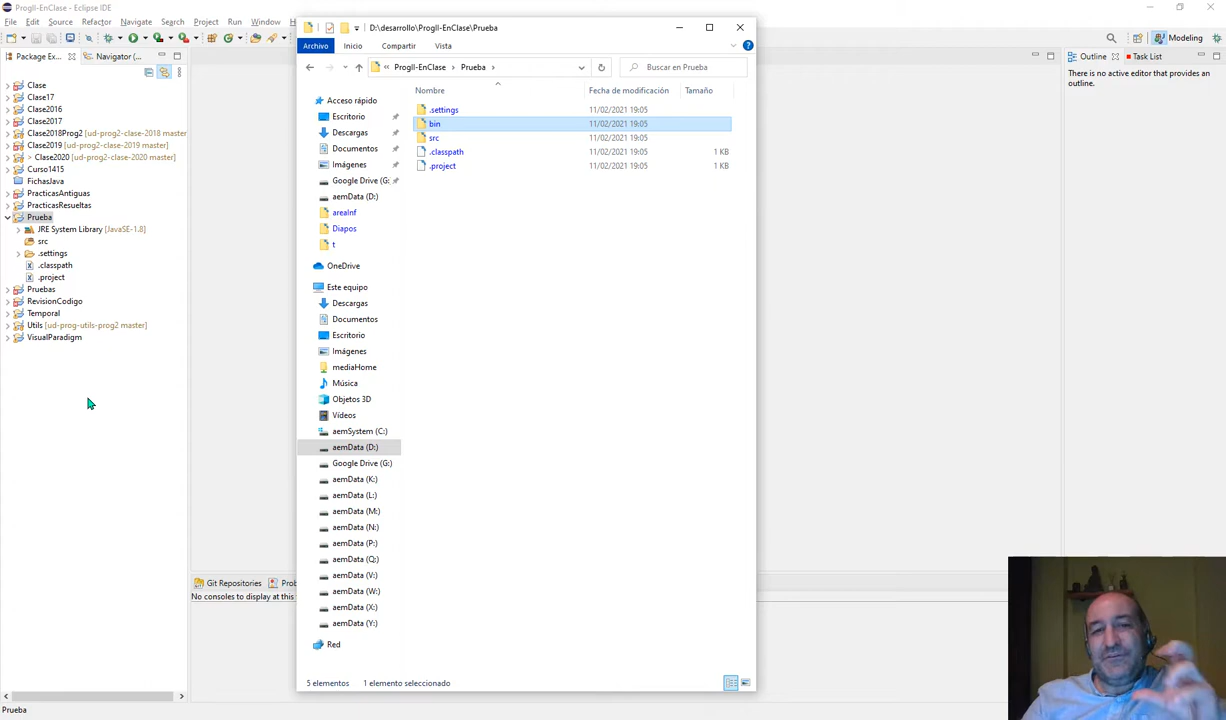 ProgII-EnClase - Eclipse IDE
File Edit Source Refactor Navigate Search Project Run Window
Package Ex... Navigator (...
Clase
Clase17
Clase2016
Clase2017
Clase2018Prog2 [ud-prog2-clase-2018 master]
Clase2019 [ud-prog2-clase-2019 master]
> Clase2020 [ud-prog2-clase-2020 master]
Curso1415
FichasJava
PracticasAntiguas
PracticasResueltas
Prueba
JRE System Library [JavaSE-1.8]
src
.settings
.classpath
.project
Pruebas
RevisionCodigo
Temporal
Utils [ud-prog-utils-prog2 master]
VisualParadigm
Prueba
D:\desarrollo\ProgII-EnClase\Prueba
Archivo Inicio Compartir Vista
« ProgII-EnClase > Prueba >
Buscar en Prueba
Nombre Fecha de modificación Tamaño
.settings 11/02/2021 19:05
bin 11/02/2021 19:05
src 11/02/2021 19:05
.classpath 11/02/2021 19:05 1 KB
.project 11/02/2021 19:05 1 KB
Acceso rápido
Escritorio
Descargas
Documentos
Imágenes
Google Drive (G:
aemData (D:)
areaInf
Diapos
t
OneDrive
Este equipo
Descargas
Documentos
Escritorio
Imágenes
mediaHome
Música
Objetos 3D
Vídeos
aemSystem (C:)
aemData (D:)
Google Drive (G:)
aemData (K:)
aemData (L:)
aemData (M:)
aemData (N:)
aemData (P:)
aemData (Q:)
aemData (V:)
aemData (W:)
aemData (X:)
aemData (Y:)
Red
5 elementos 1 elemento seleccionado
Git Repositories Prob
No consoles to display at this
Modeling
Outline Task List
There is no active editor that provides an
outline.